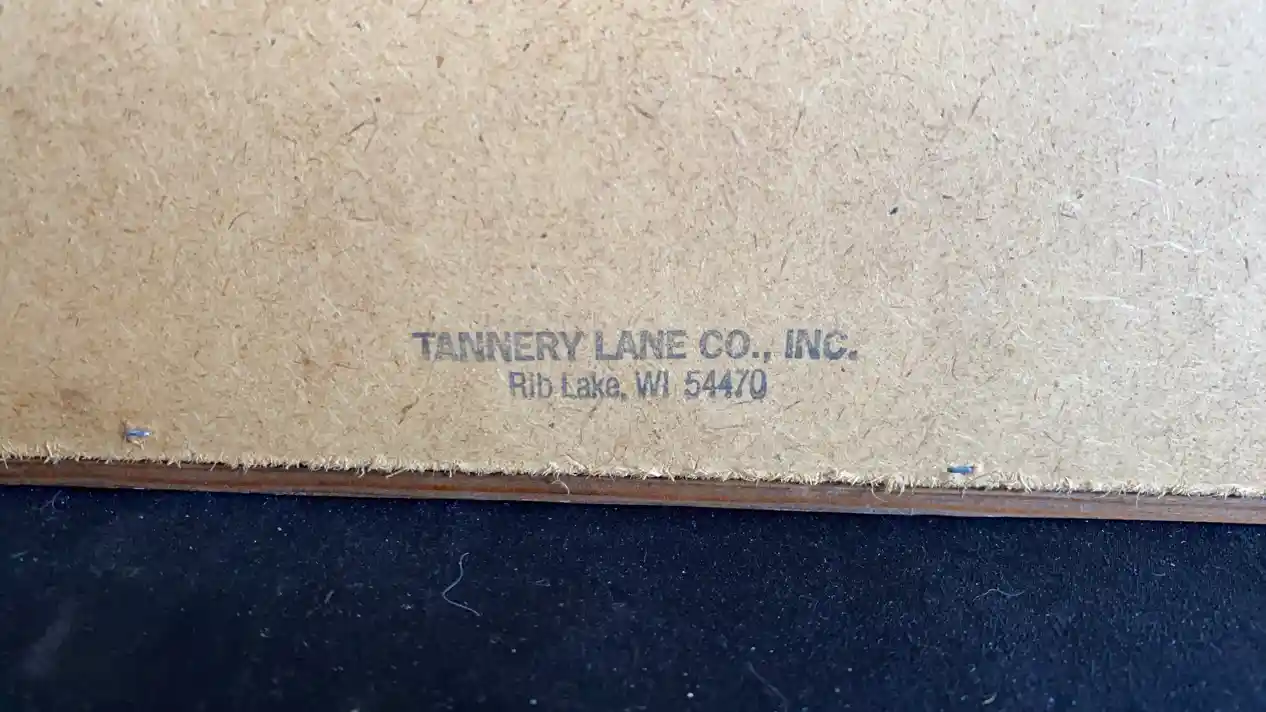 TANNERY LANE CO., INC.
Rib Lake, WI 54470